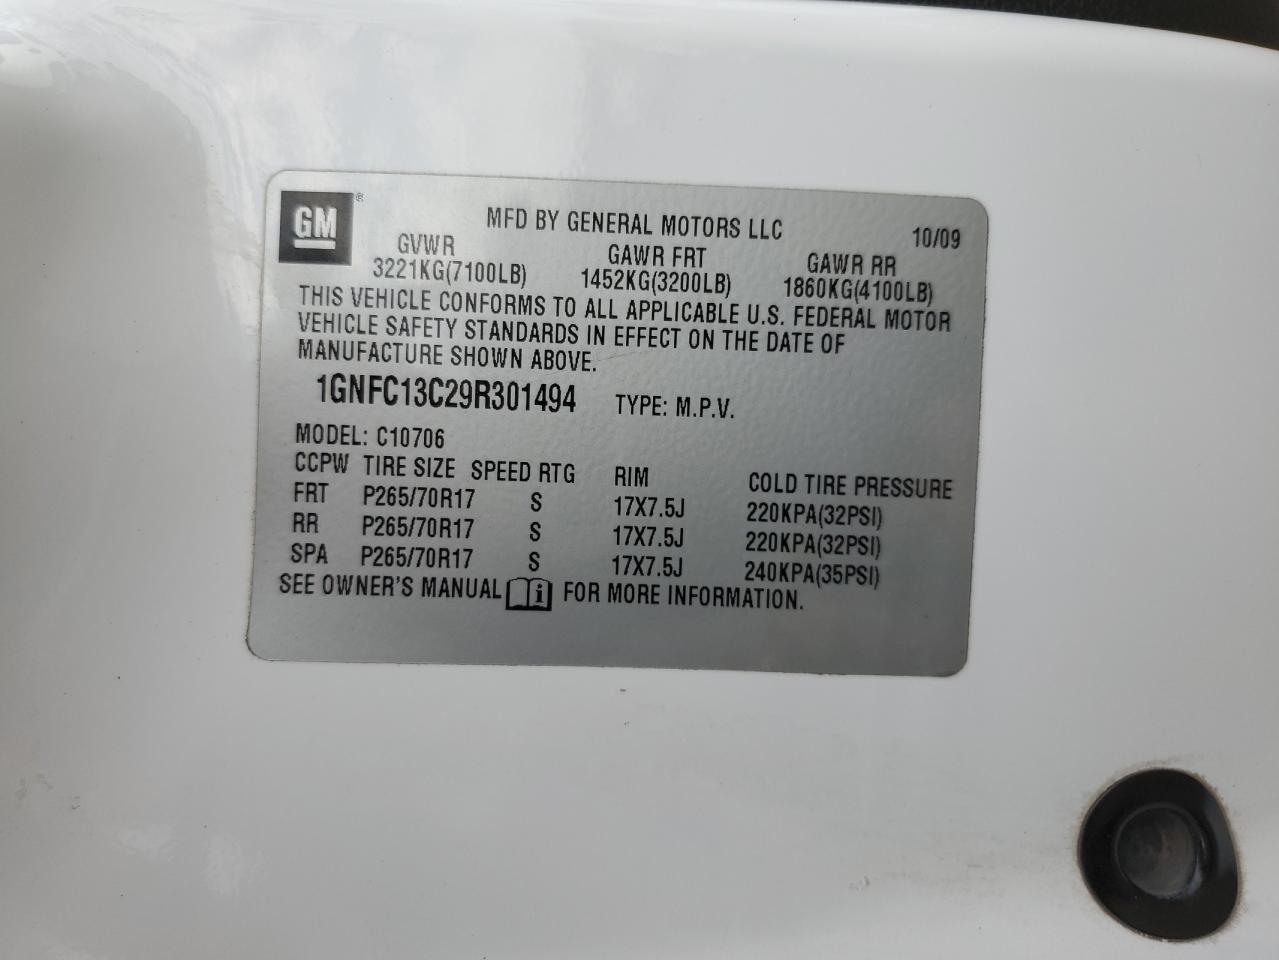 GM ® MFD BY GENERAL MOTORS LLC 10/09
GVWR GAWR FRT GAWR RR
3221KG(7100LB) 1452KG(3200LB) 1860KG(4100LB)
THIS VEHICLE CONFORMS TO ALL APPLICABLE U.S. FEDERAL MOTOR
VEHICLE SAFETY STANDARDS IN EFFECT ON THE DATE OF
MANUFACTURE SHOWN ABOVE.
1GNFC13C29R301494 TYPE: M.P.V.
MODEL: C10706
CCPW TIRE SIZE SPEED RTG RIM COLD TIRE PRESSURE
FRT P265/70R17 S 17X7.5J 220KPA(32PSI)
RR P265/70R17 S 17X7.5J 220KPA(32PSI)
SPA P265/70R17 S 17X7.5J 240KPA(35PSI)
SEE OWNER'S MANUAL i FOR MORE INFORMATION.